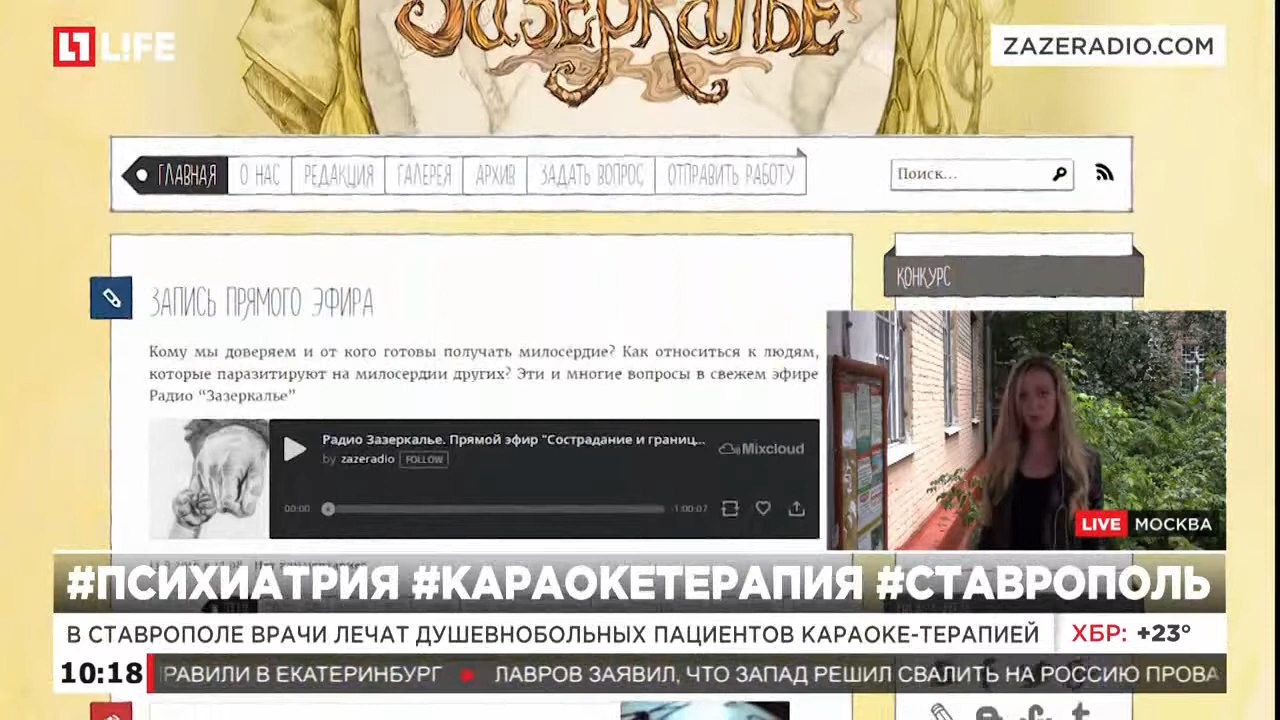 LIFE
Зазеркалье
ZAZERADIO.COM
ГЛАВНАЯ
О НАС
РЕДАКЦИЯ
ГАЛЕРЕЯ
АРХИВ
ЗАДАТЬ ВОПРОС
ОТПРАВИТЬ РАБОТУ
Поиск...
КОНКУРС
ЗАПИСЬ ПРЯМОГО ЭФИРА
Кому мы доверяем и от кого готовы получать милосердие? Как относиться к людям,
которые паразитируют на милосердии других? Эти и многие вопросы в свежем эфире
Радио “Зазеркалье”
Радио Зазеркалье. Прямой эфир "Сострадание и границ...
by zazeradio FOLLOW
Mixcloud
00:00
-1:00:07
LIVE МОСКВА
#ПСИХИАТРИЯ #КАРАОКЕТЕРАПИЯ #СТАВРОПОЛЬ
В СТАВРОПОЛЕ ВРАЧИ ЛЕЧАТ ДУШЕВНОБОЛЬНЫХ ПАЦИЕНТОВ КАРАОКЕ-ТЕРАПИЕЙ
ХБР: +23°
10:18
РАВИЛИ В ЕКАТЕРИНБУРГ • ЛАВРОВ ЗАЯВИЛ, ЧТО ЗАПАД РЕШИЛ СВАЛИТЬ НА РОССИЮ ПРОВА